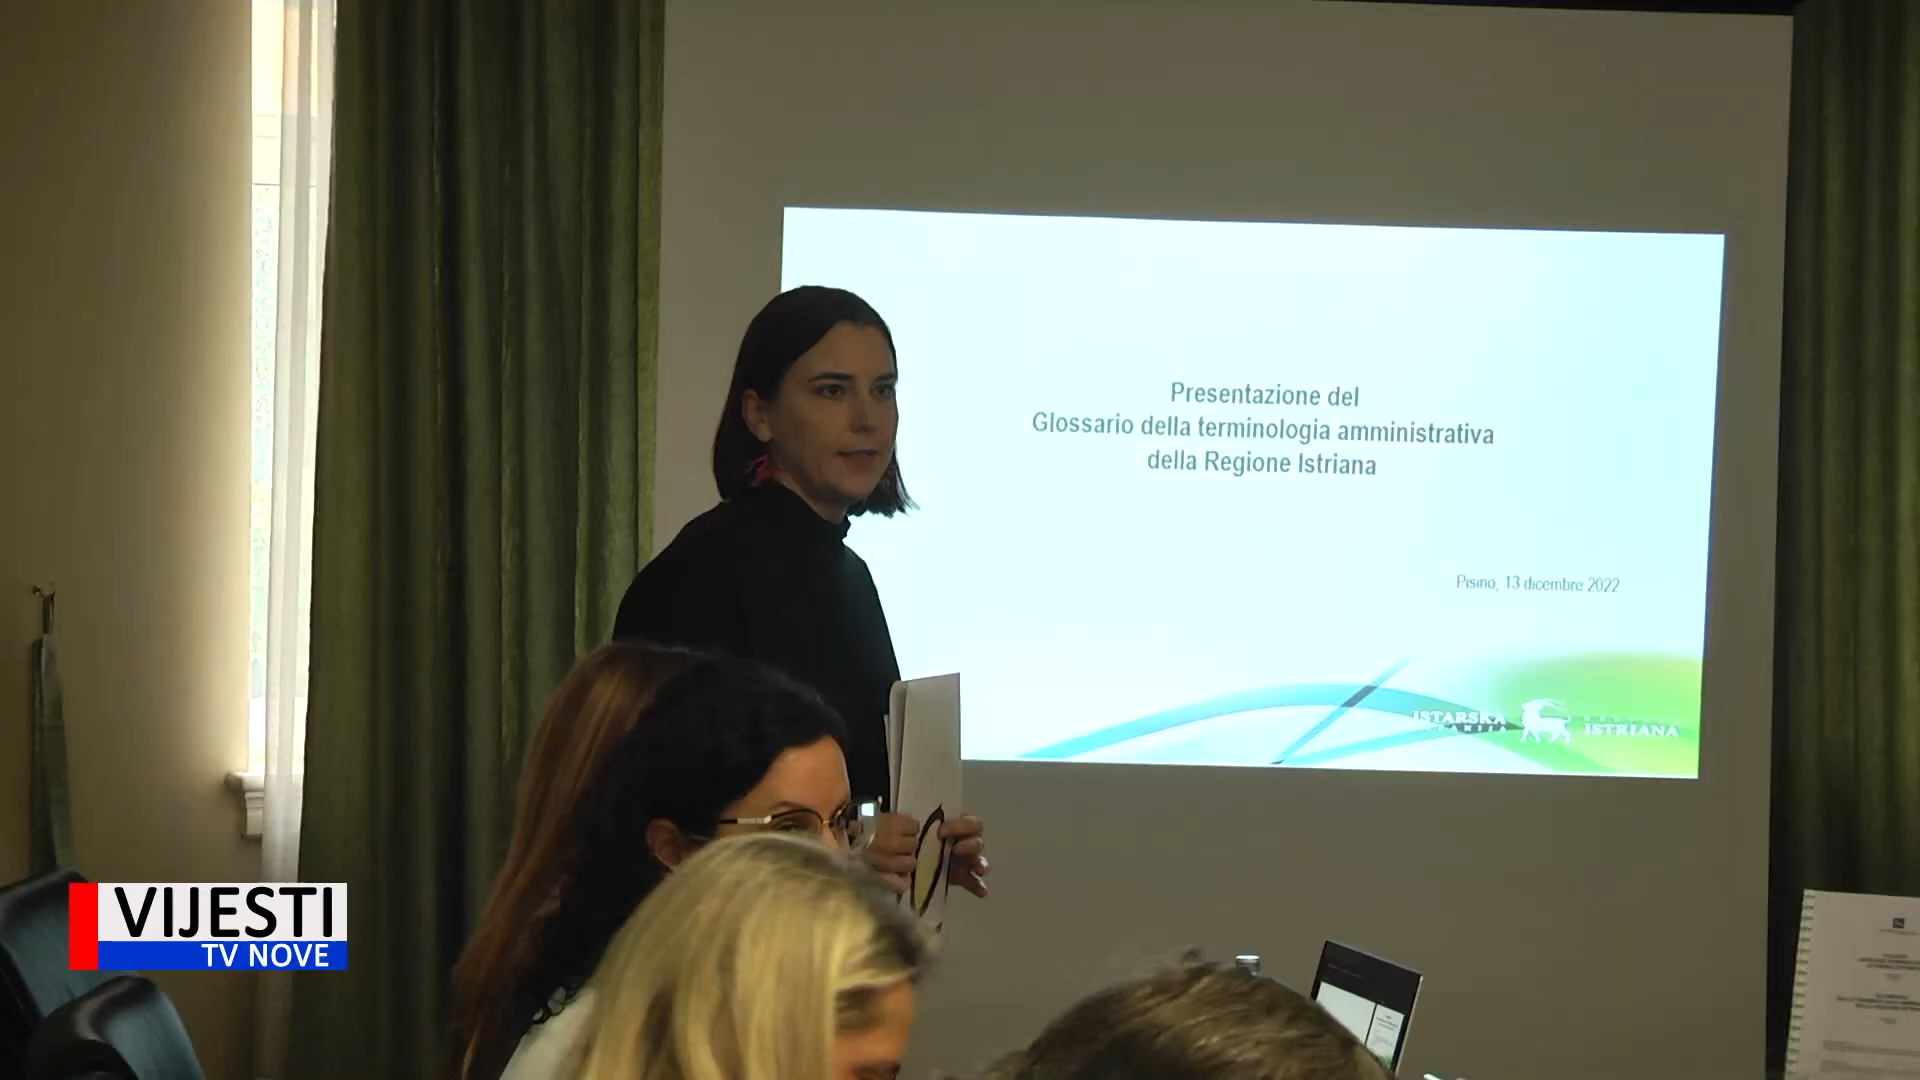 Presentazione del
Glossario della terminologia amministrativa
della Regione Istriana
Pisino, 13 dicembre 2022
ISTARSKA
ISTRIANA
VIJESTI
TV NOVE